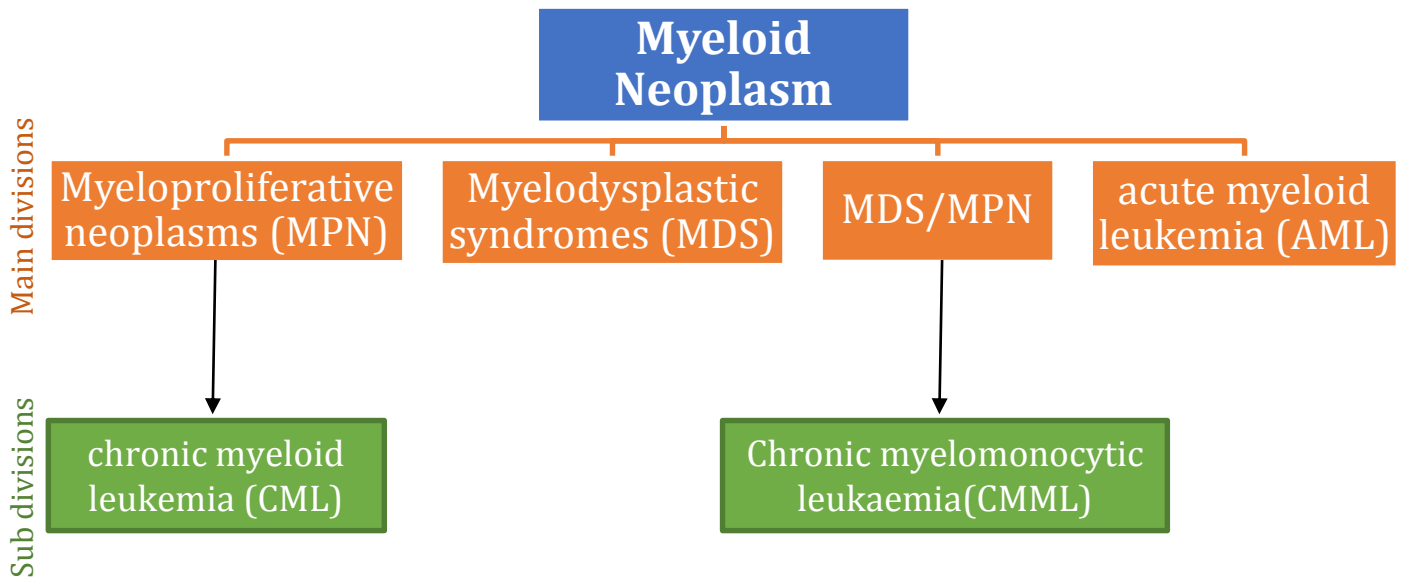 Myeloid
Neoplasm
Main divisions
Myeloproliferative
neoplasms (MPN)
Myelodysplastic
syndromes (MDS)
MDS/MPN
acute myeloid
leukemia (AML)
Sub divisions
chronic myeloid
leukemia (CML)
Chronic myelomonocytic
leukaemia(CMML)